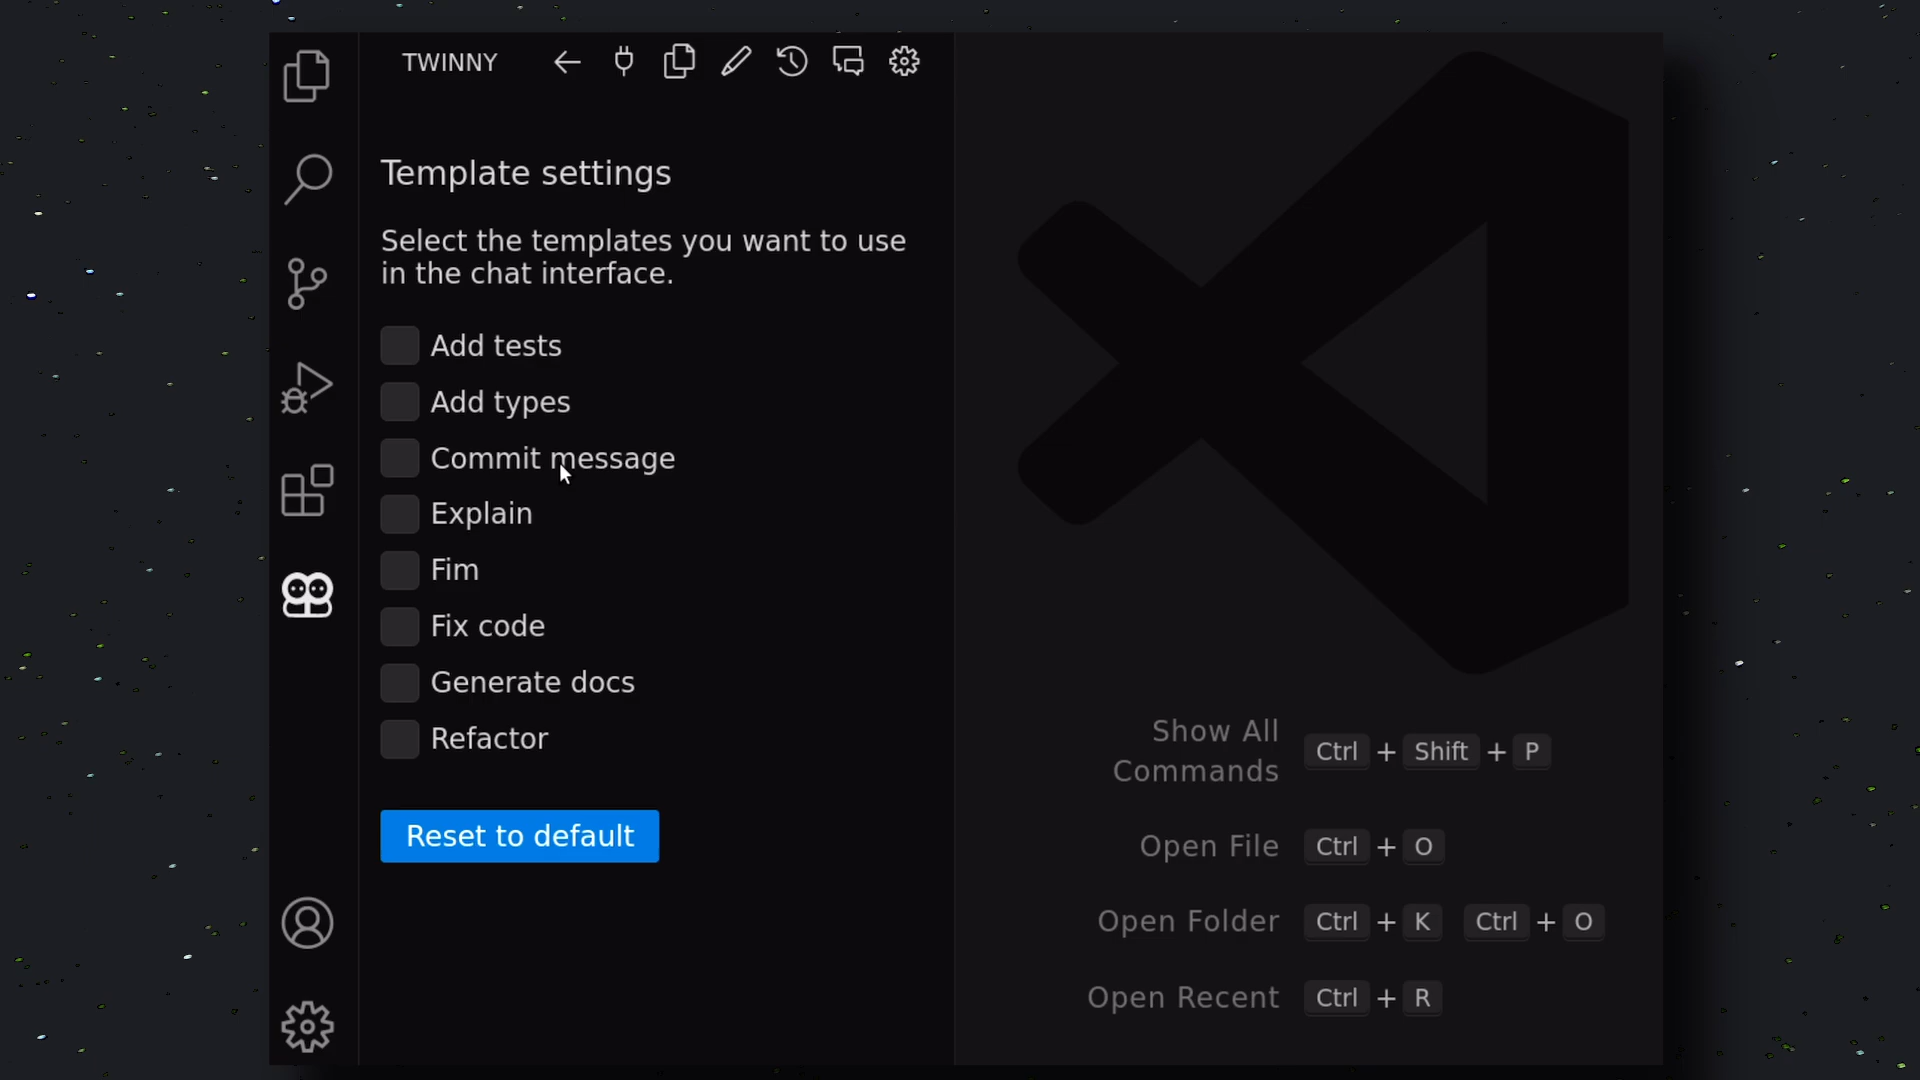 TWINNY
Template settings
Select the templates you want to use
in the chat interface.
Add tests
Add types
Commit message
Explain
Fim
Fix code
Generate docs
Refactor
Reset to default
Show All
Commands
Ctrl + Shift + P
Open File Ctrl + O
Open Folder Ctrl + K Ctrl + O
Open Recent Ctrl + R